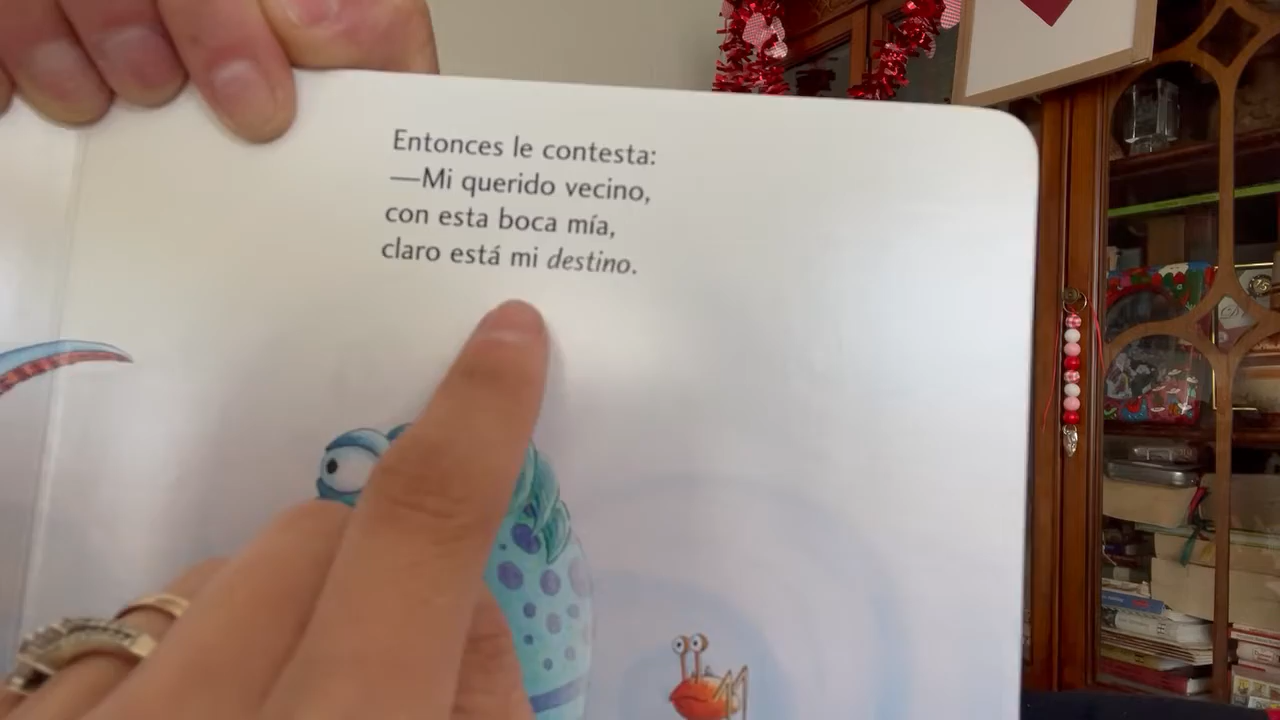 Entonces le contesta:
—Mi querido vecino,
con esta boca mía,
claro está mi destino.